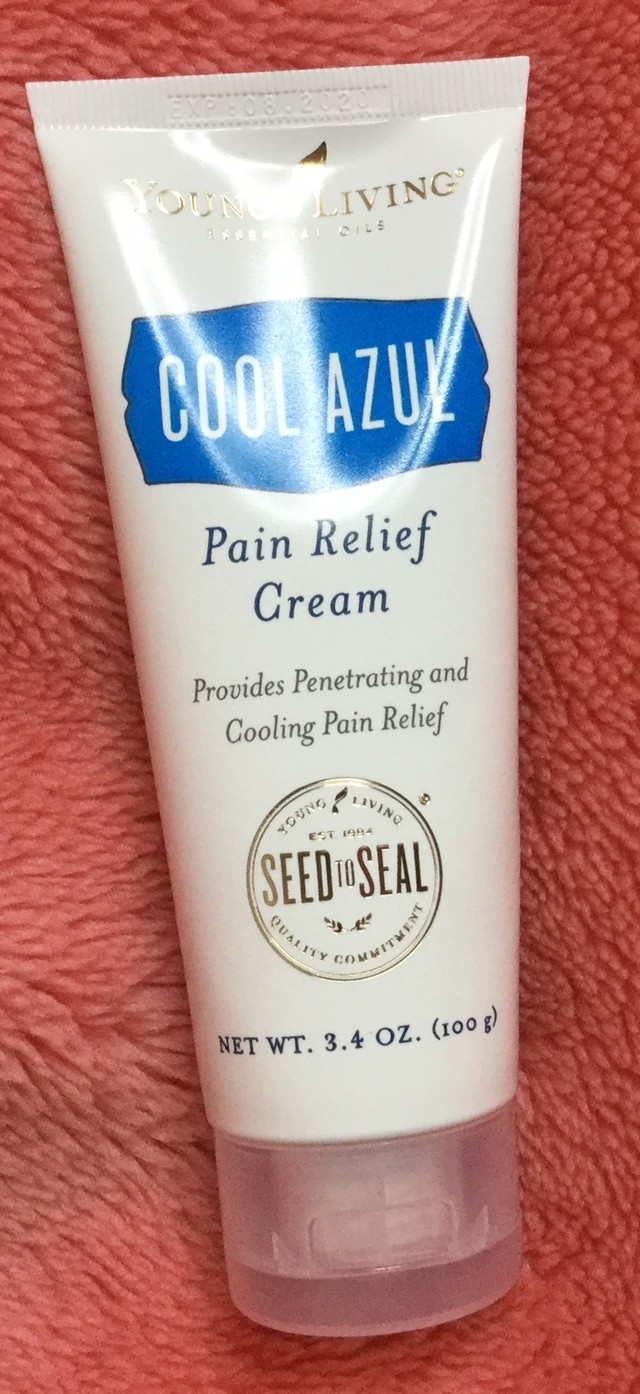 EXP:08.2020
YOUNG LIVING®
ESSENTIAL OILS
COOL AZUL
Pain Relief
Cream
Provides Penetrating and
Cooling Pain Relief
YOUNG LIVING ®
EST. 1994
SEED TO SEAL
QUALITY COMMITMENT
NET WT. 3.4 OZ. (100 g)